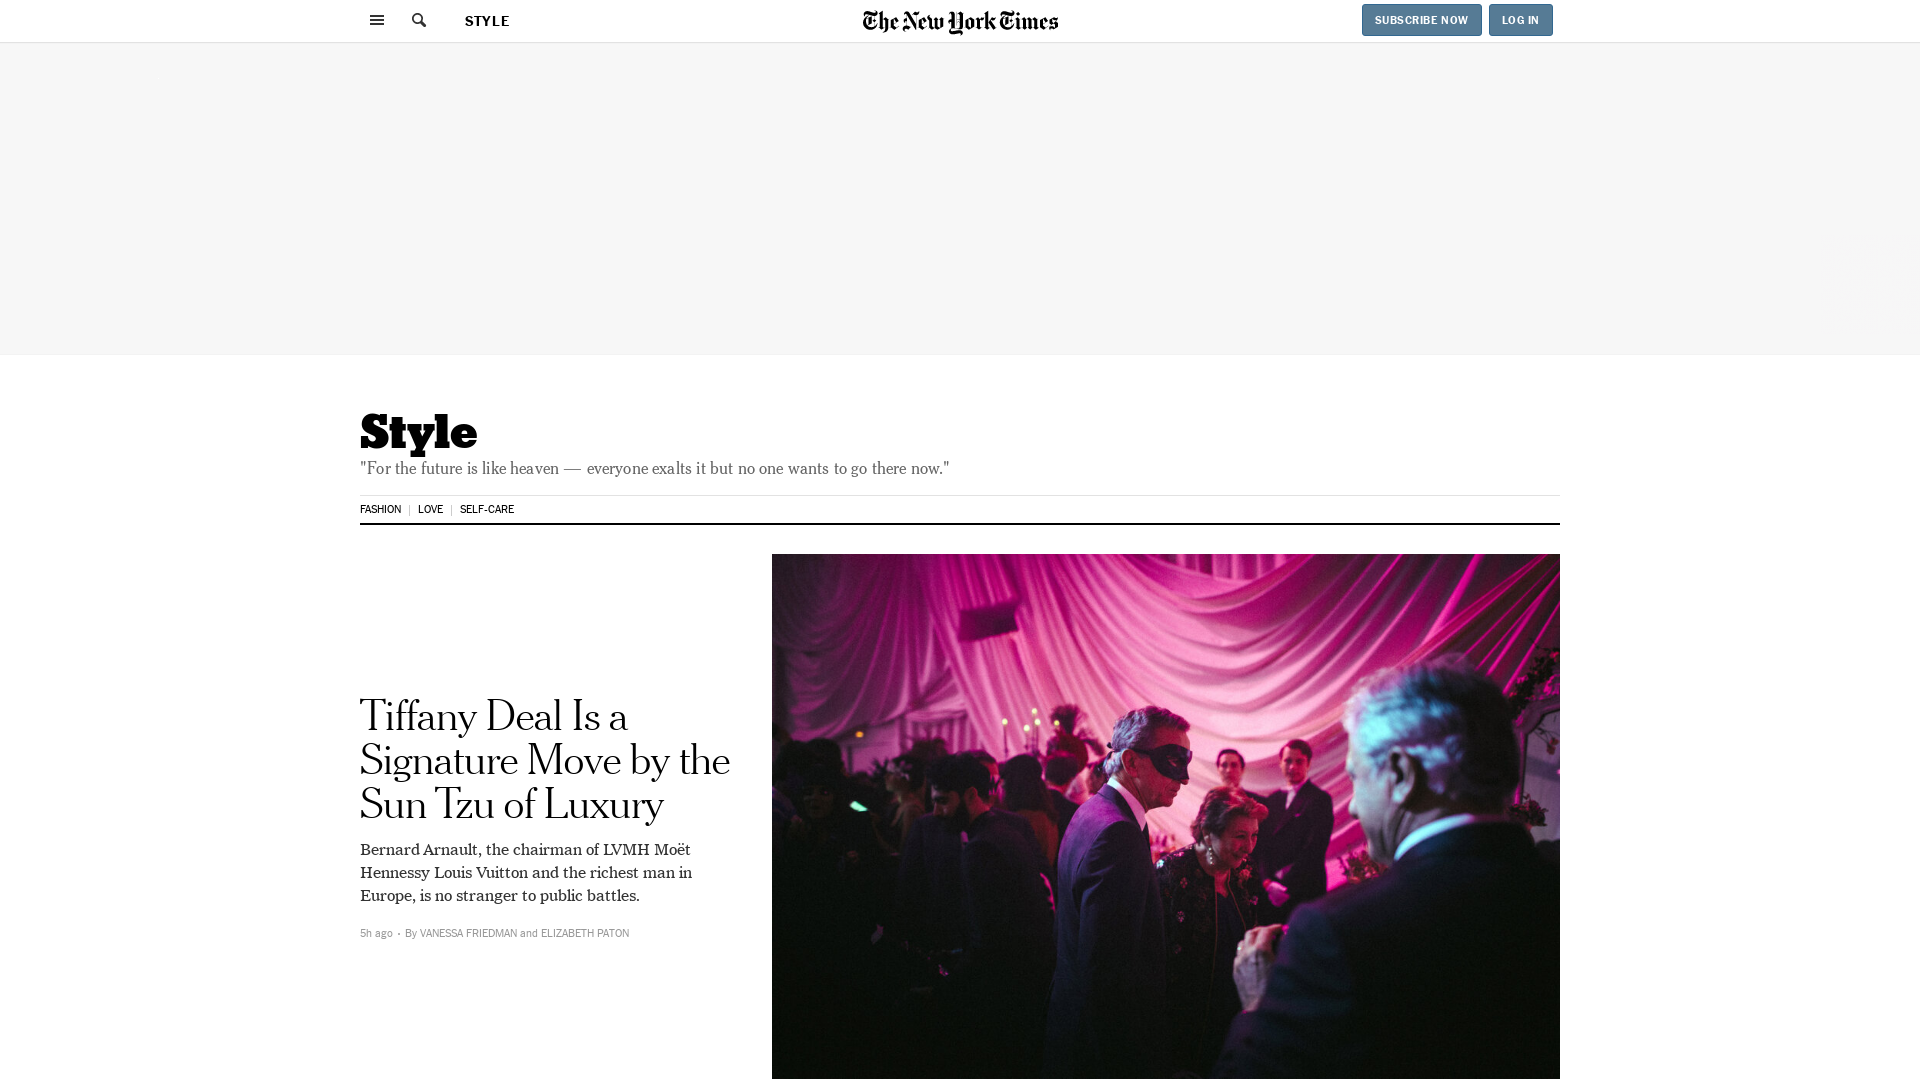 STYLE
The New York Times
SUBSCRIBE NOW
LOG IN
Style
"For the future is like heaven — everyone exalts it but no one wants to go there now."
FASHION
LOVE
SELF-CARE
Tiffany Deal Is a
Signature Move by the
Sun Tzu of Luxury
Bernard Arnault, the chairman of LVMH Moët
Hennessy Louis Vuitton and the richest man in
Europe, is no stranger to public battles.
5h ago • By VANESSA FRIEDMAN and ELIZABETH PATON